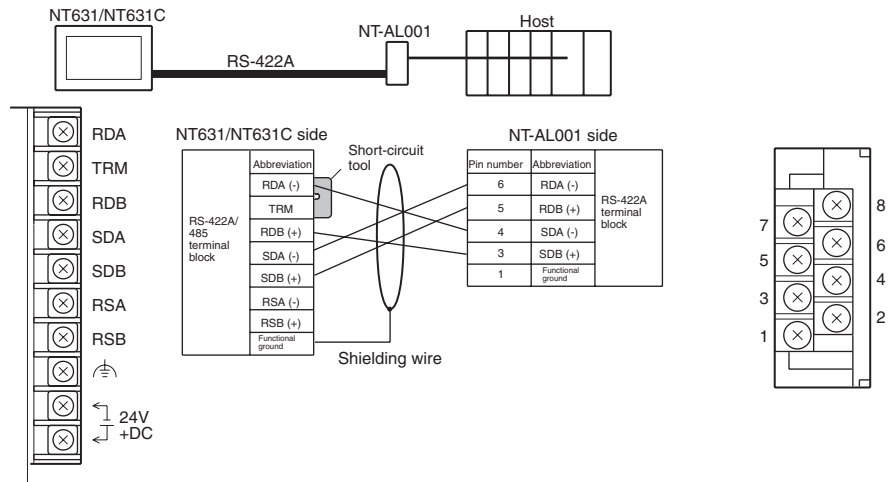 NT631/NT631C
NT-AL001
Host
RS-422A
RDA
TRM
RDB
SDA
SDB
RSA
RSB
24V
+DC
NT631/NT631C side
Short-circuit
tool
RS-422A/
485
terminal
block
Abbreviation
RDA (-)
TRM
RDB (+)
SDA (-)
SDB (+)
RSA (-)
RSB (+)
Functional
ground
Shielding wire
NT-AL001 side
Pin number Abbreviation
6 RDA (-)
5 RDB (+)
4 SDA (-)
3 SDB (+)
1 Functional
ground
RS-422A
terminal
block
8
7
6
5
4
3
2
1